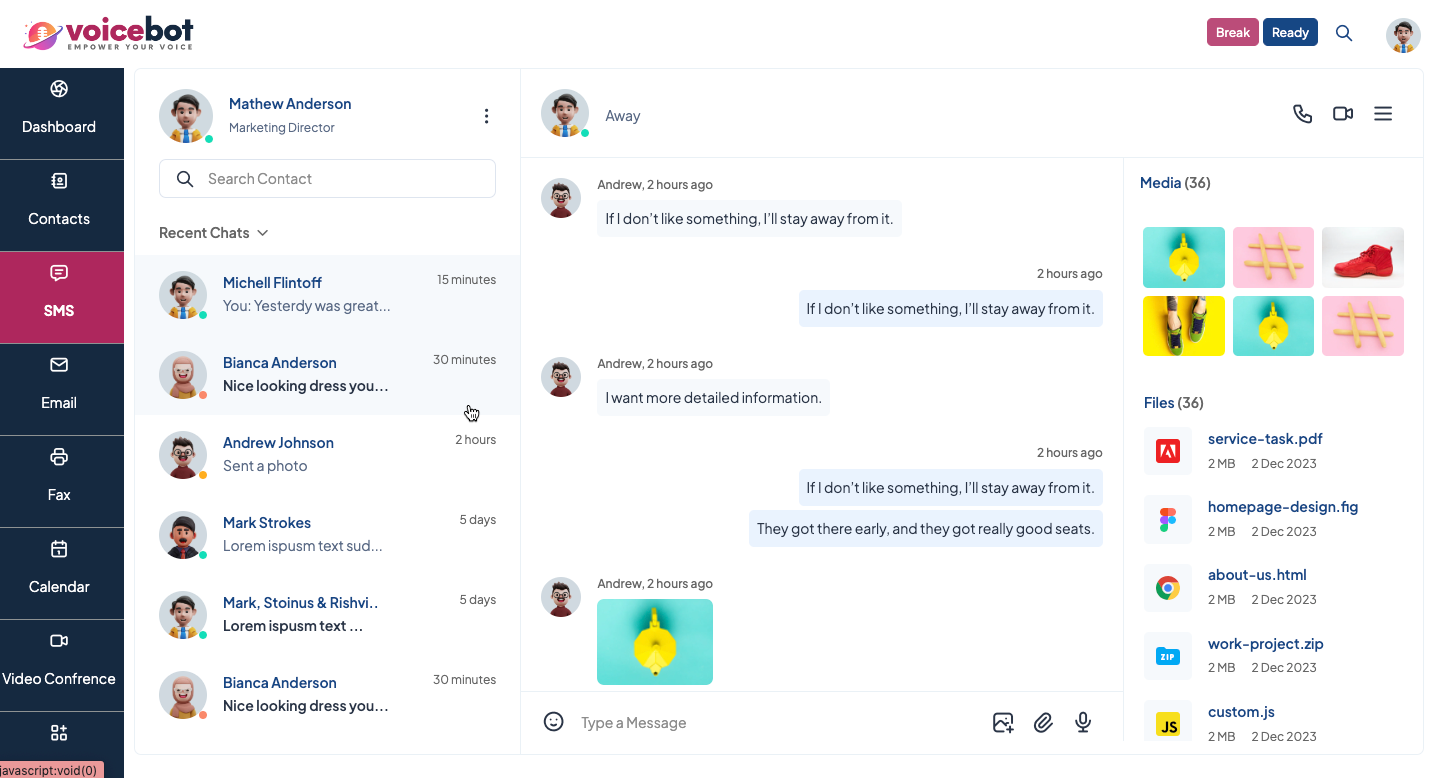 voicebot
EMPOWER YOUR VOICE
Break
Ready
Dashboard
Contacts
SMS
Email
Fax
Calendar
Video Confrence
javascript:void(0)
Mathew Anderson
Marketing Director
Search Contact
Recent Chats
Michell Flintoff
15 minutes
You: Yesterdy was great...
Bianca Anderson
30 minutes
Nice looking dress you...
Andrew Johnson
2 hours
Sent a photo
Mark Strokes
5 days
Lorem ispusm text sud...
Mark, Stoinus & Rishvi..
5 days
Lorem ispusm text ...
Bianca Anderson
30 minutes
Nice looking dress you...
Away
Andrew, 2 hours ago
If I don’t like something, I’ll stay away from it.
2 hours ago
If I don’t like something, I’ll stay away from it.
Andrew, 2 hours ago
I want more detailed information.
2 hours ago
If I don’t like something, I’ll stay away from it.
They got there early, and they got really good seats.
Andrew, 2 hours ago
Type a Message
Media (36)
Files (36)
service-task.pdf
2 MB 2 Dec 2023
homepage-design.fig
2 MB 2 Dec 2023
about-us.html
2 MB 2 Dec 2023
ZIP
work-project.zip
2 MB 2 Dec 2023
JS
custom.js
2 MB 2 Dec 2023